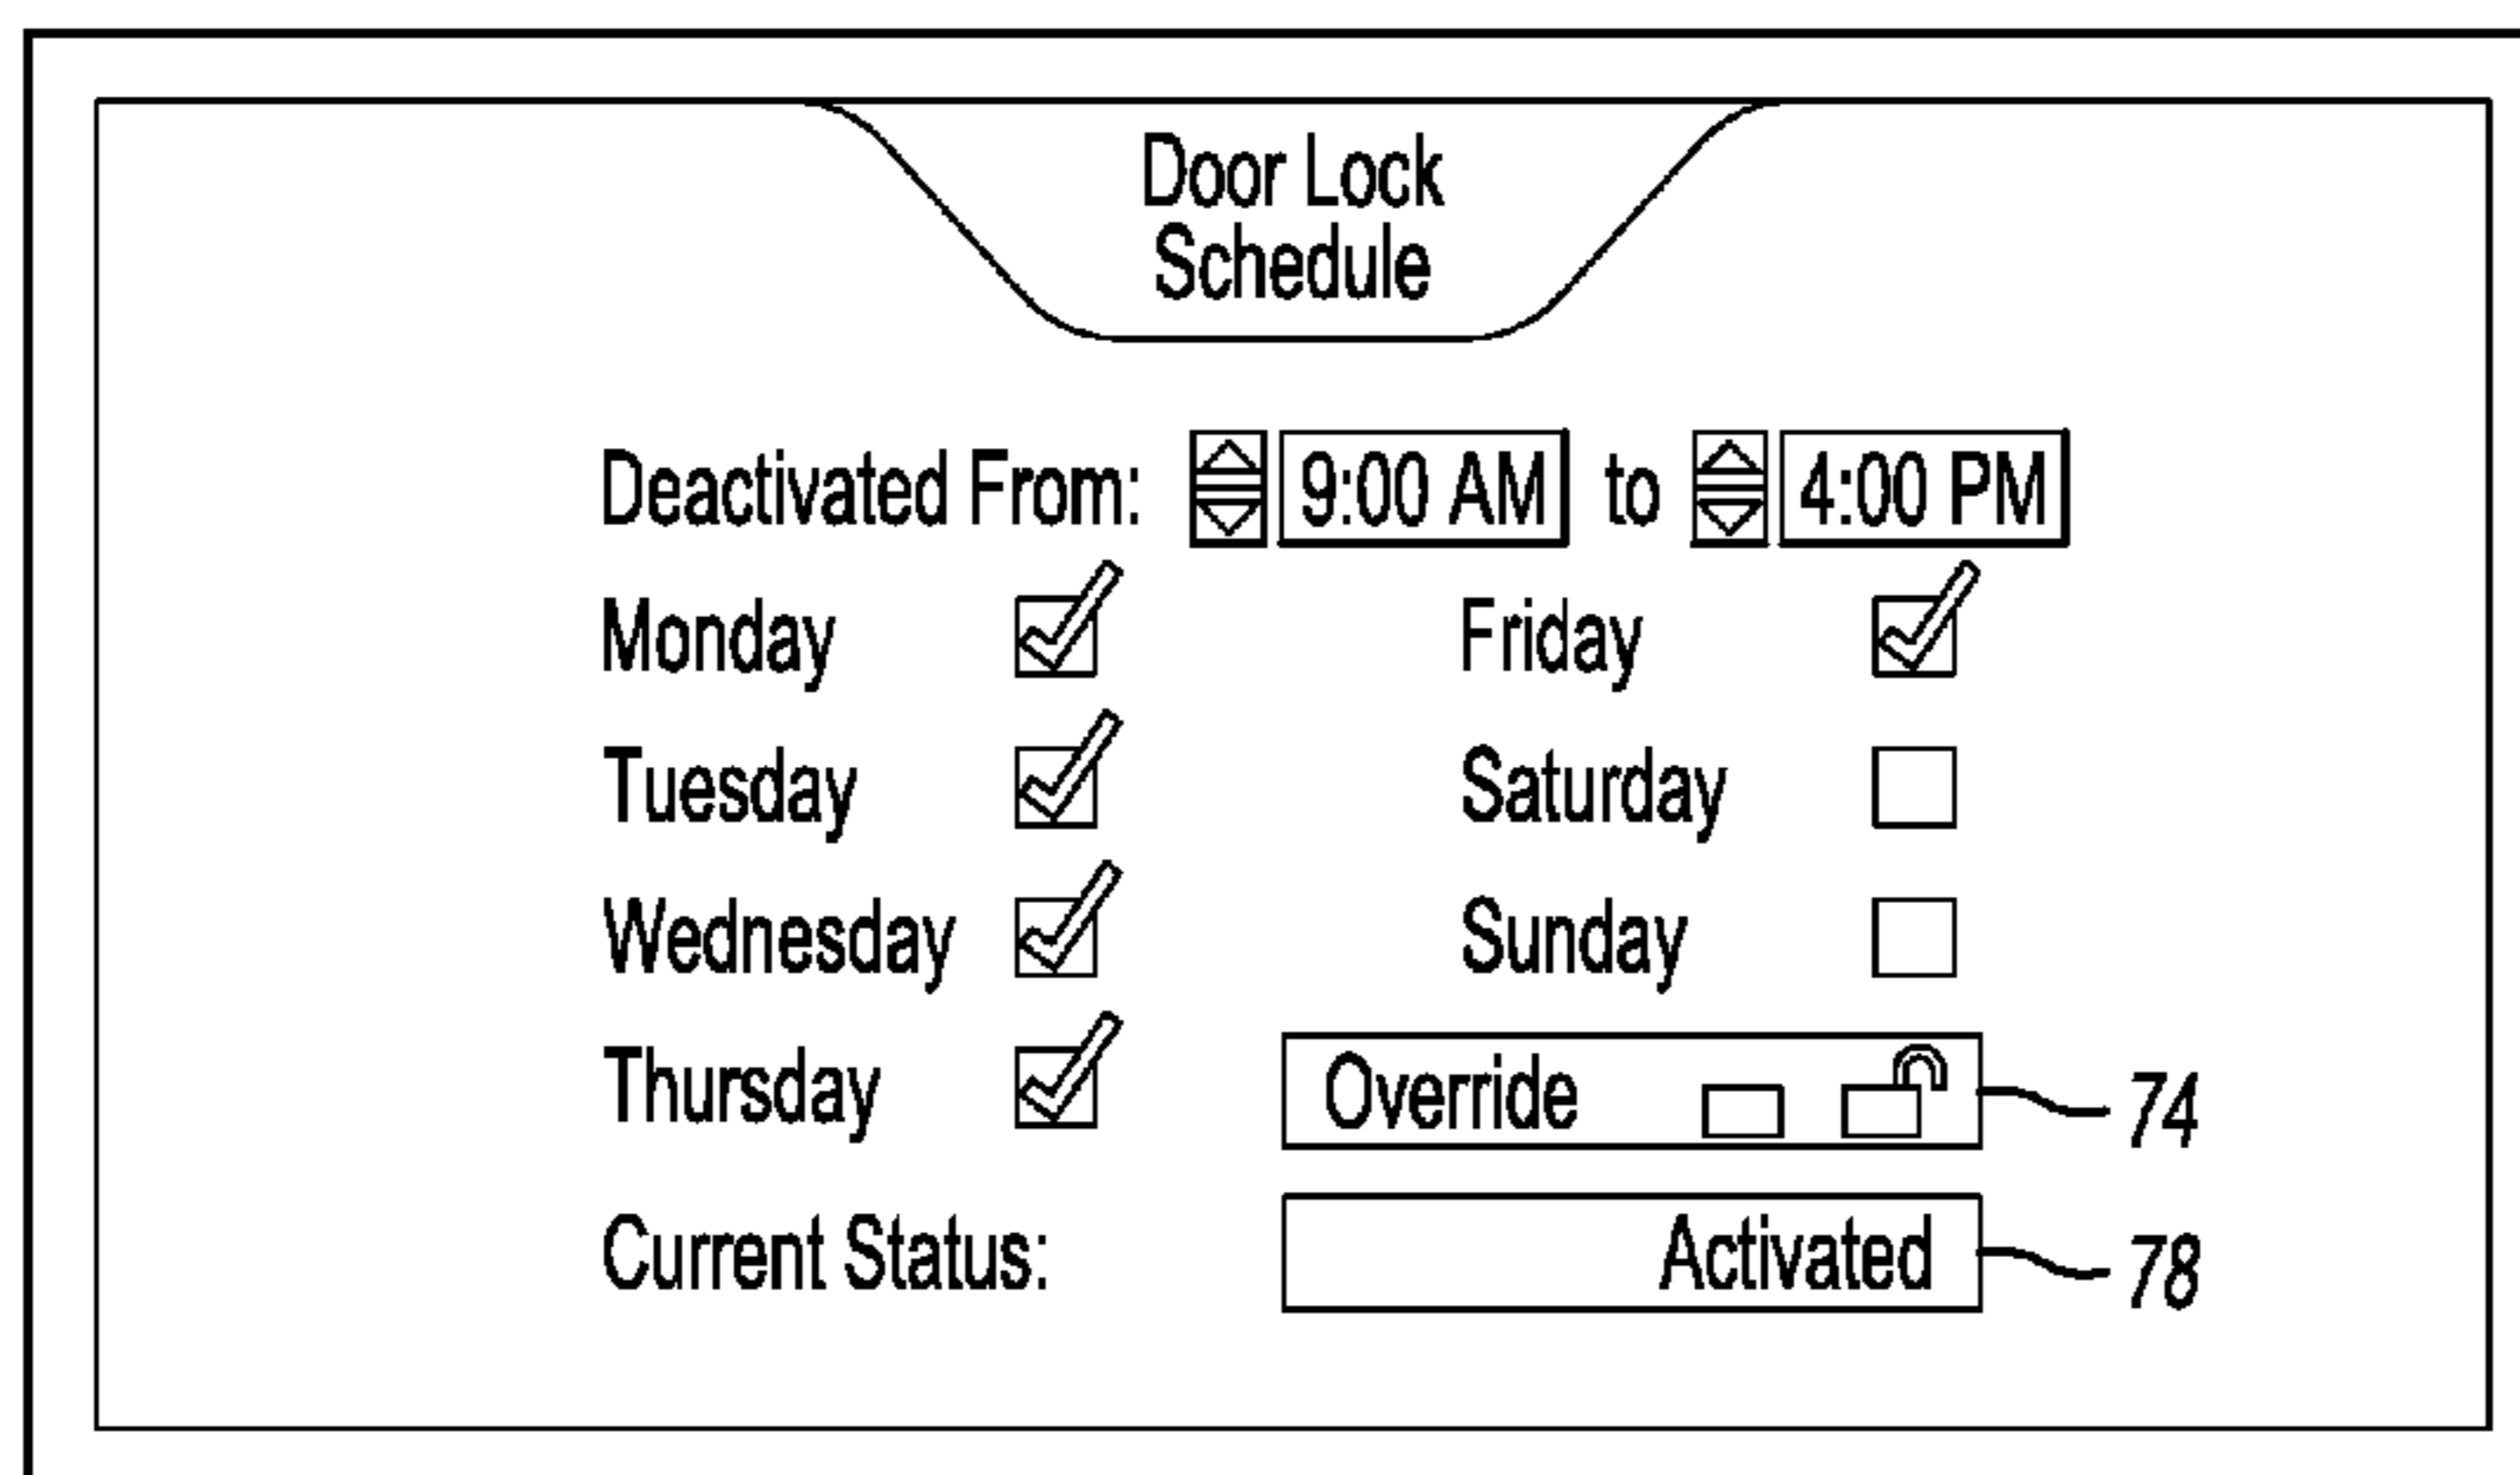 Door Lock
Schedule
Deactivated From: 9:00 AM to 4:00 PM
Monday Friday
Tuesday Saturday
Wednesday Sunday
Thursday Override 74
Current Status: Activated 78